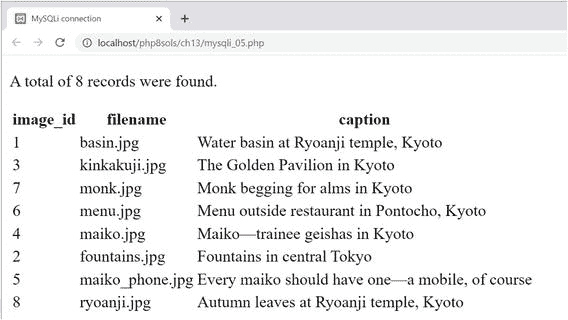 MySQLi connection
localhost/php8sols/ch13/mysqli_05.php
A total of 8 records were found.
image_id filename caption
1 basin.jpg Water basin at Ryoanji temple, Kyoto
3 kinkakuji.jpg The Golden Pavilion in Kyoto
7 monk.jpg Monk begging for alms in Kyoto
6 menu.jpg Menu outside restaurant in Pontocho, Kyoto
4 maiko.jpg Maiko—trainee geishas in Kyoto
2 fountains.jpg Fountains in central Tokyo
5 maiko_phone.jpg Every maiko should have one—a mobile, of course
8 ryoanji.jpg Autumn leaves at Ryoanji temple, Kyoto